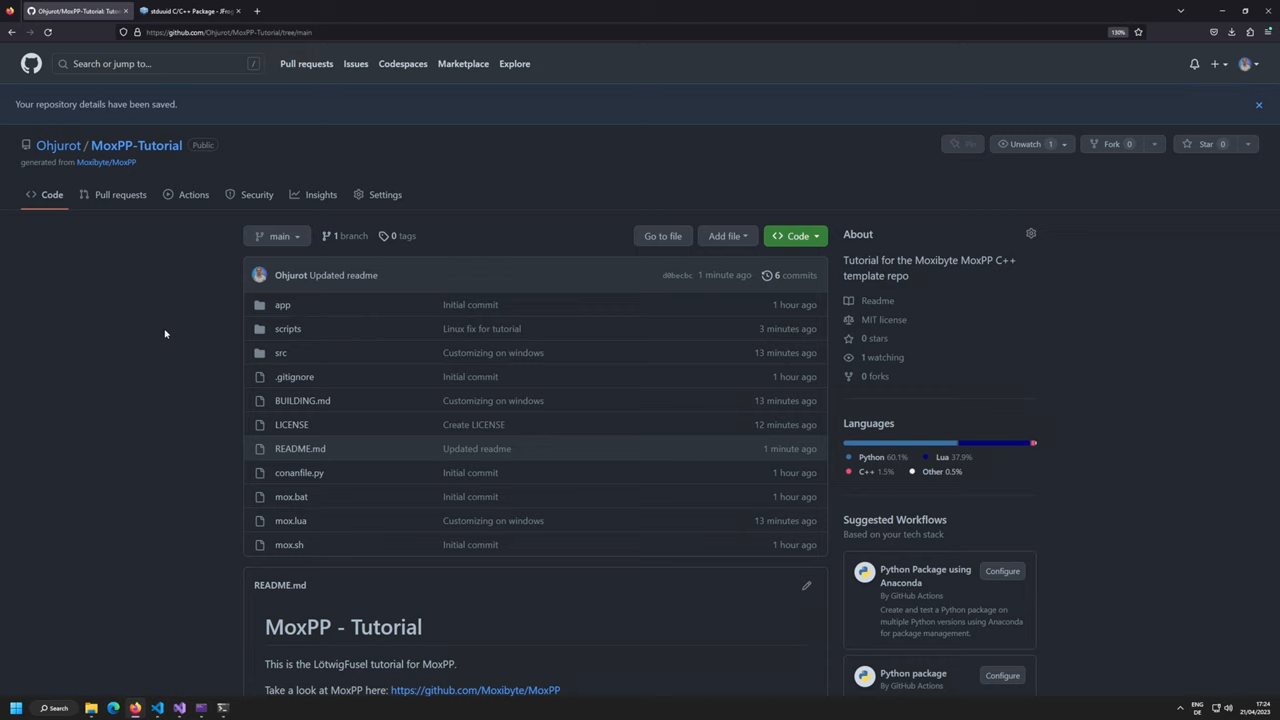 Ohjurot/MoxPP-Tutorial: Tuto
stduuid C/C++ Package - JFrog
https://github.com/Ohjurot/MoxPP-Tutorial/tree/main
130%
Search or jump to...
/
Pull requests
Issues
Codespaces
Marketplace
Explore
Your repository details have been saved.
Ohjurot / MoxPP-Tutorial
Public
generated from Moxibyte/MoxPP
Pin
Unwatch 1
Fork 0
Star 0
Code
Pull requests
Actions
Security
Insights
Settings
main
1 branch
0 tags
Go to file
Add file
Code
Ohjurot Updated readme
d0becbc 1 minute ago
6 commits
app Initial commit 1 hour ago
scripts Linux fix for tutorial 3 minutes ago
src Customizing on windows 13 minutes ago
.gitignore Initial commit 1 hour ago
BUILDING.md Customizing on windows 13 minutes ago
LICENSE Create LICENSE 12 minutes ago
README.md Updated readme 1 minute ago
conanfile.py Initial commit 1 hour ago
mox.bat Initial commit 1 hour ago
mox.lua Customizing on windows 13 minutes ago
mox.sh Initial commit 1 hour ago
README.md
MoxPP - Tutorial
This is the LötwigFusel tutorial for MoxPP.
Take a look at MoxPP here: https://github.com/Moxibyte/MoxPP
About
Tutorial for the Moxibyte MoxPP C++
template repo
Readme
MIT license
0 stars
1 watching
0 forks
Languages
Python 60.1%
Lua 37.9%
C++ 1.5%
Other 0.5%
Suggested Workflows
Based on your tech stack
Python Package using
Anaconda
Configure
By GitHub Actions
Create and test a Python package on
multiple Python versions using Anaconda
for package management.
Python package
Configure
By GitHub Actions
Search
ENG
DE
17:24
21/04/2023